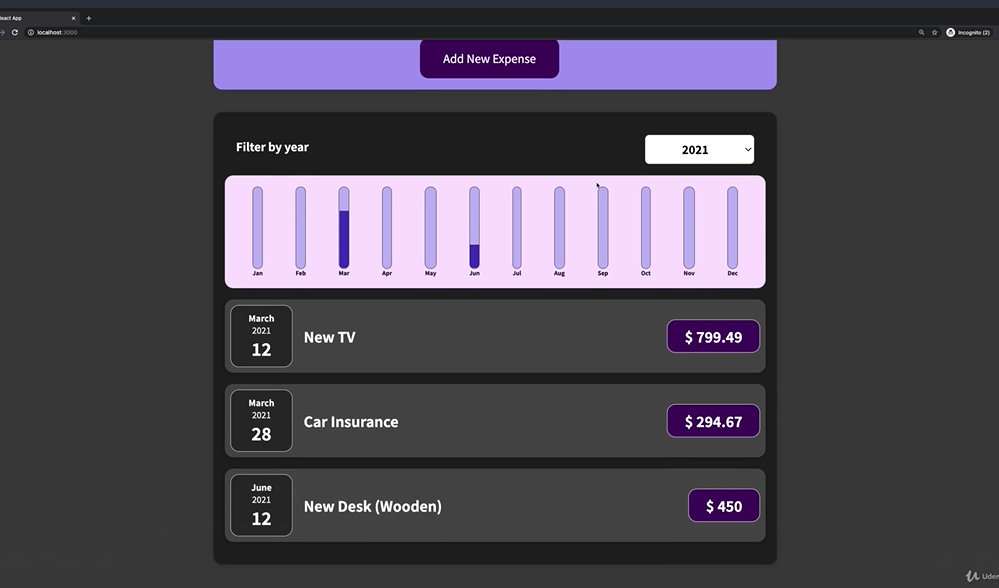 React App
localhost:3000
Incognito (2)
Add New Expense
Filter by year
2021
Jan Feb Mar Apr May Jun Jul Aug Sep Oct Nov Dec
March
2021
12
New TV
$ 799.49
March
2021
28
Car Insurance
$ 294.67
June
2021
12
New Desk (Wooden)
$ 450